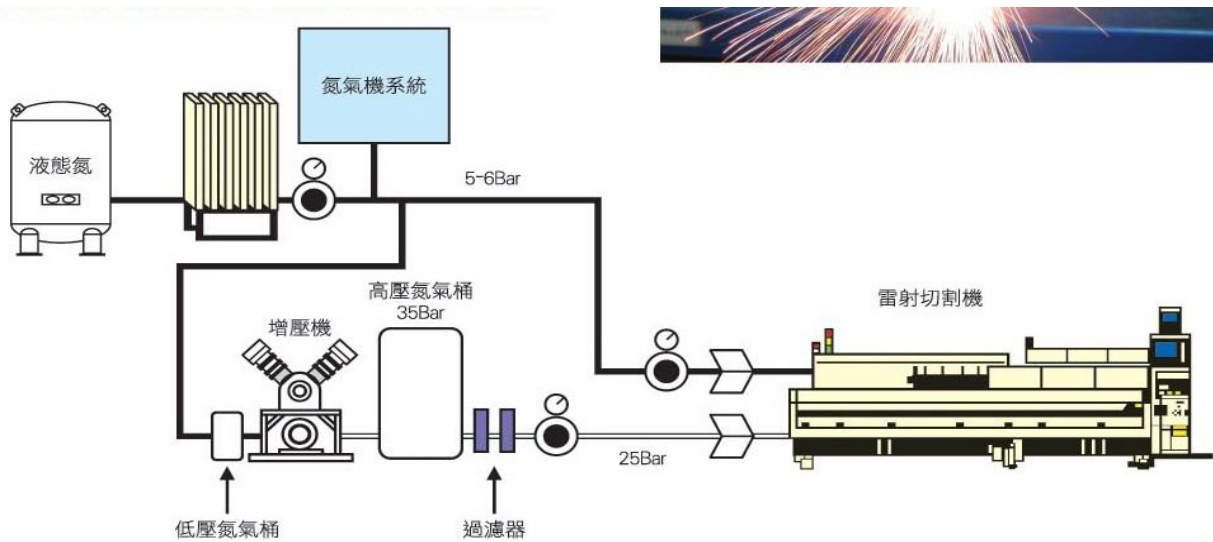 氮氣機系統
液態氮
5-6Bar
高壓氮氣桶
35Bar
增壓機
雷射切割機
25Bar
低壓氮氣桶
過濾器